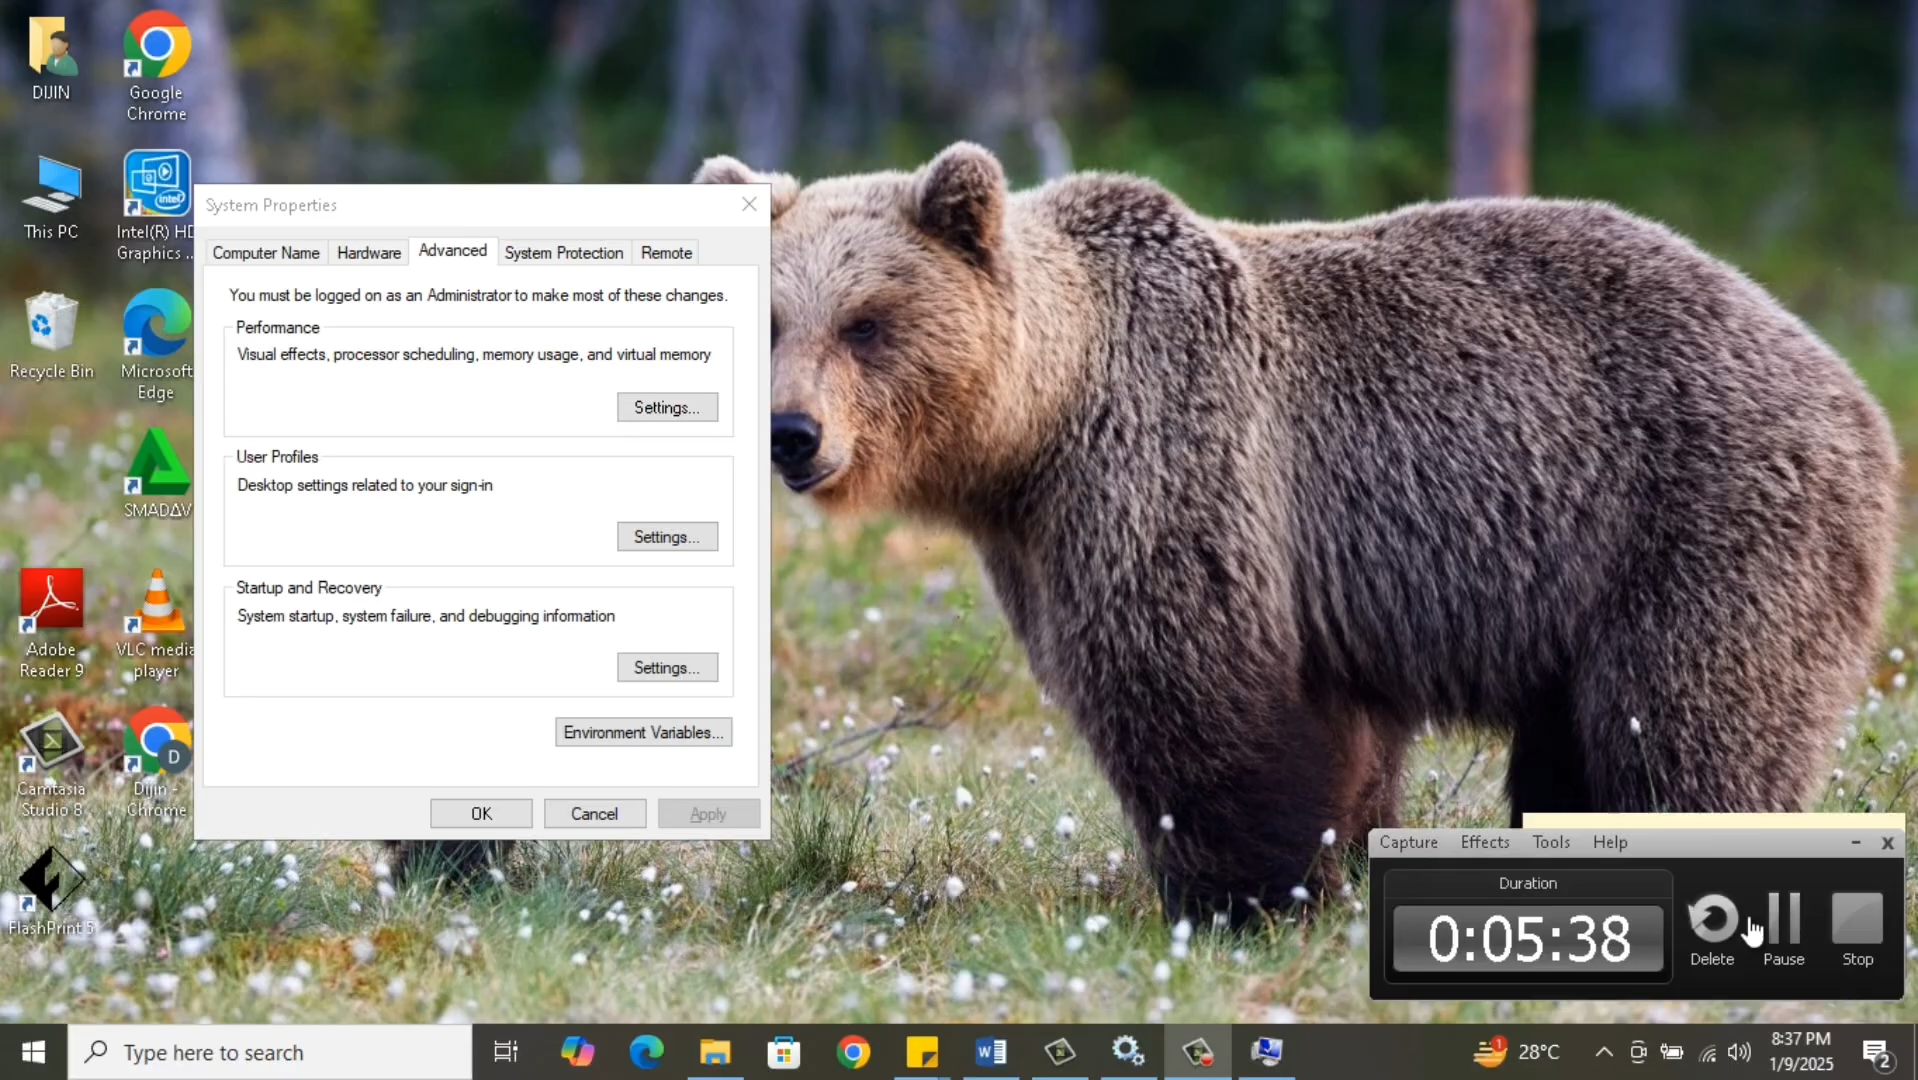 DIJIN
Google
Chrome
This PC
Intel(R) HD
Graphics ...
Recycle Bin
Microsoft
Edge
SMADAV
Adobe
Reader 9
VLC media
player
Camtasia
Studio 8
D
Dijin -
Chrome
FlashPrint 5
System Properties
Computer Name
Hardware
Advanced
System Protection
Remote
You must be logged on as an Administrator to make most of these changes.
Performance
Visual effects, processor scheduling, memory usage, and virtual memory
Settings...
User Profiles
Desktop settings related to your sign-in
Settings...
Startup and Recovery
System startup, system failure, and debugging information
Settings...
Environment Variables...
OK
Cancel
Apply
Capture Effects Tools Help
Duration
0:05:38
Delete
Pause
Stop
Type here to search
1
28°C
8:37 PM
1/9/2025
2